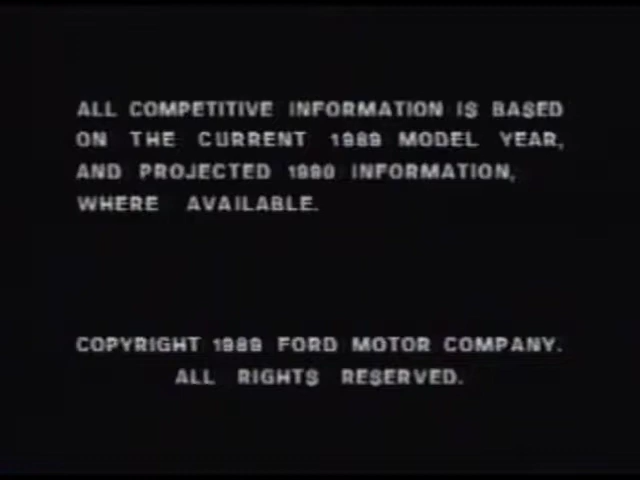 ALL COMPETITIVE INFORMATION IS BASED
ON THE CURRENT 1989 MODEL YEAR,
AND PROJECTED 1990 INFORMATION,
WHERE AVAILABLE.
COPYRIGHT 1989 FORD MOTOR COMPANY.
ALL RIGHTS RESERVED.